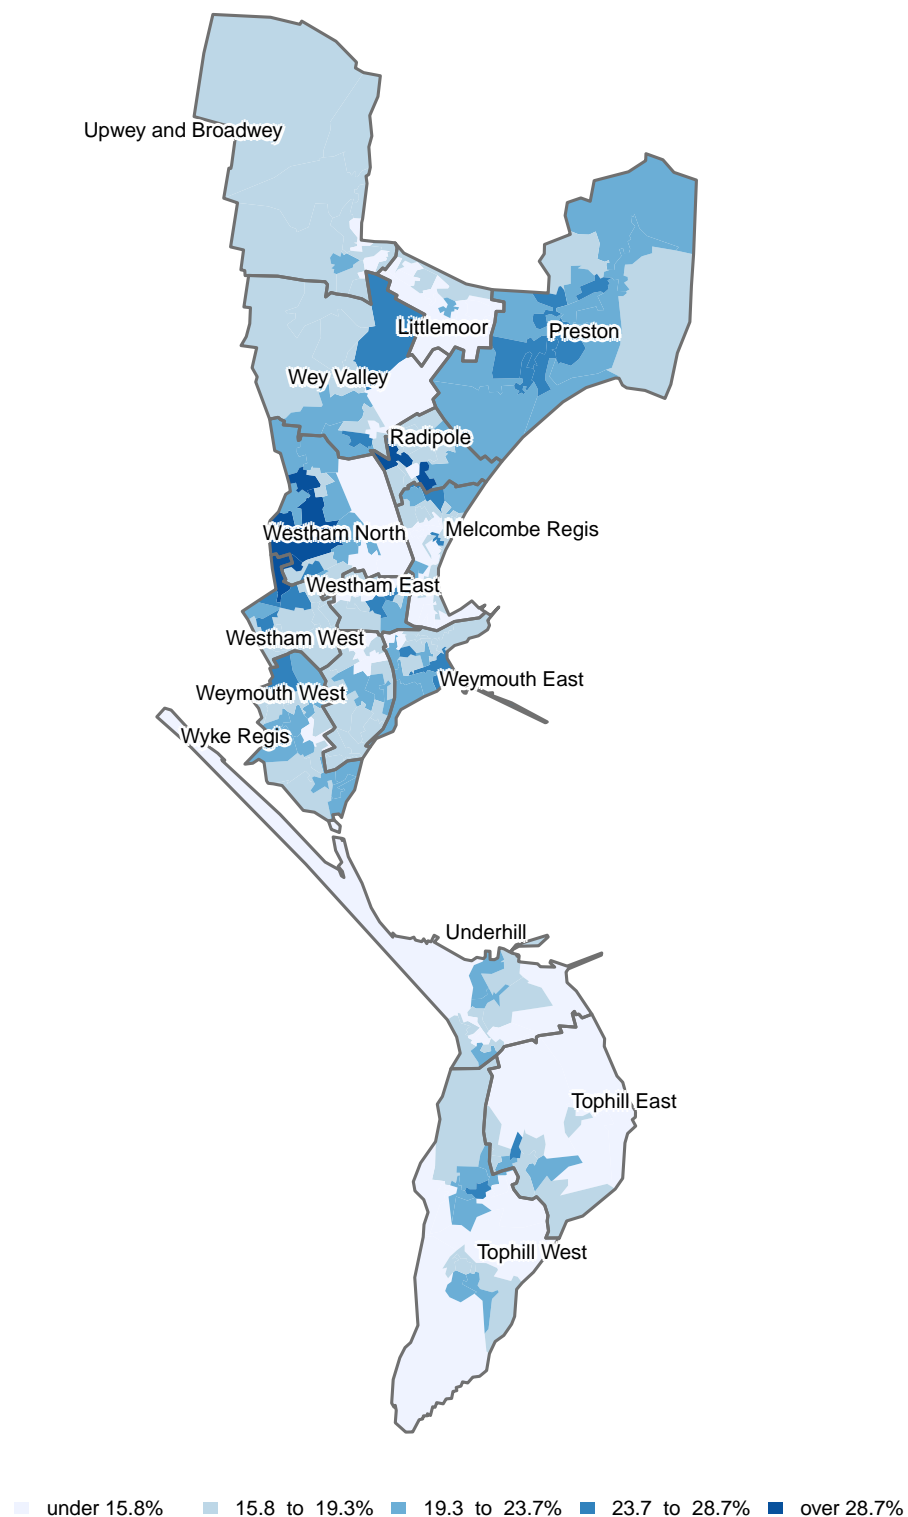 Upwey and Broadwey
Littlemoor
Preston
Wey Valley
Radipole
Melcombe Regis
Westham North
Westham East
Westham West
Weymouth East
Weymouth West
Wyke Regis
Underhill
Tophill East
Tophill West
under 15.8% 15.8 to 19.3% 19.3 to 23.7% 23.7 to 28.7% over 28.7%